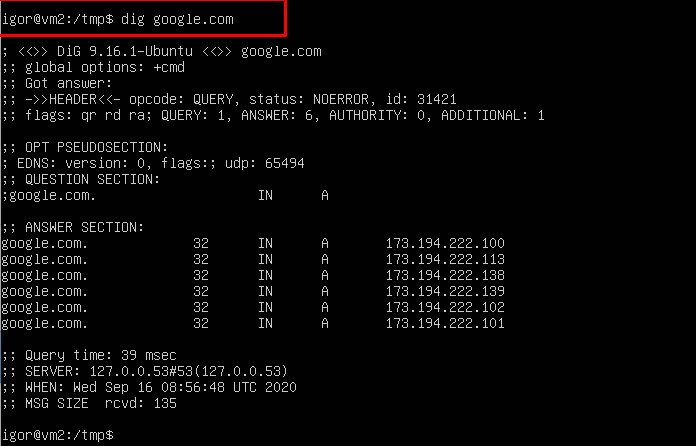 igor@vm2:/tmp$ dig google.com
; <<>> DiG 9.16.1-Ubuntu <<>> google.com
;; global options: +cmd
;; Got answer:
;; ->>HEADER<<- opcode: QUERY, status: NOERROR, id: 31421
;; flags: qr rd ra; QUERY: 1, ANSWER: 6, AUTHORITY: 0, ADDITIONAL: 1
;; OPT PSEUDOSECTION:
; EDNS: version: 0, flags:; udp: 65494
;; QUESTION SECTION:
;google.com. IN A
;; ANSWER SECTION:
google.com. 32 IN A 173.194.222.100
google.com. 32 IN A 173.194.222.113
google.com. 32 IN A 173.194.222.138
google.com. 32 IN A 173.194.222.139
google.com. 32 IN A 173.194.222.102
google.com. 32 IN A 173.194.222.101
;; Query time: 39 msec
;; SERVER: 127.0.0.53#53(127.0.0.53)
;; WHEN: Wed Sep 16 08:56:48 UTC 2020
;; MSG SIZE rcvd: 135
igor@vm2:/tmp$